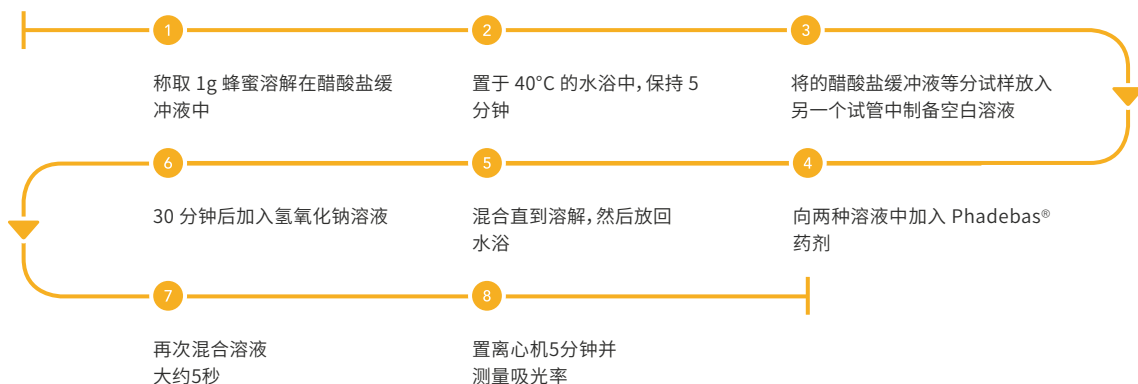 1
称取 1g 蜂蜜溶解在醋酸盐缓
冲液中
2
置于 40°C 的水浴中，保持 5
分钟
3
将的醋酸盐缓冲液等分试样放入
另一个试管中制备空白溶液
4
向两种溶液中加入 Phadebas®
药剂
5
混合直到溶解，然后放回
水浴
6
30 分钟后加入氢氧化钠溶液
7
再次混合溶液
大约5秒
8
置离心机5分钟并
测量吸光率